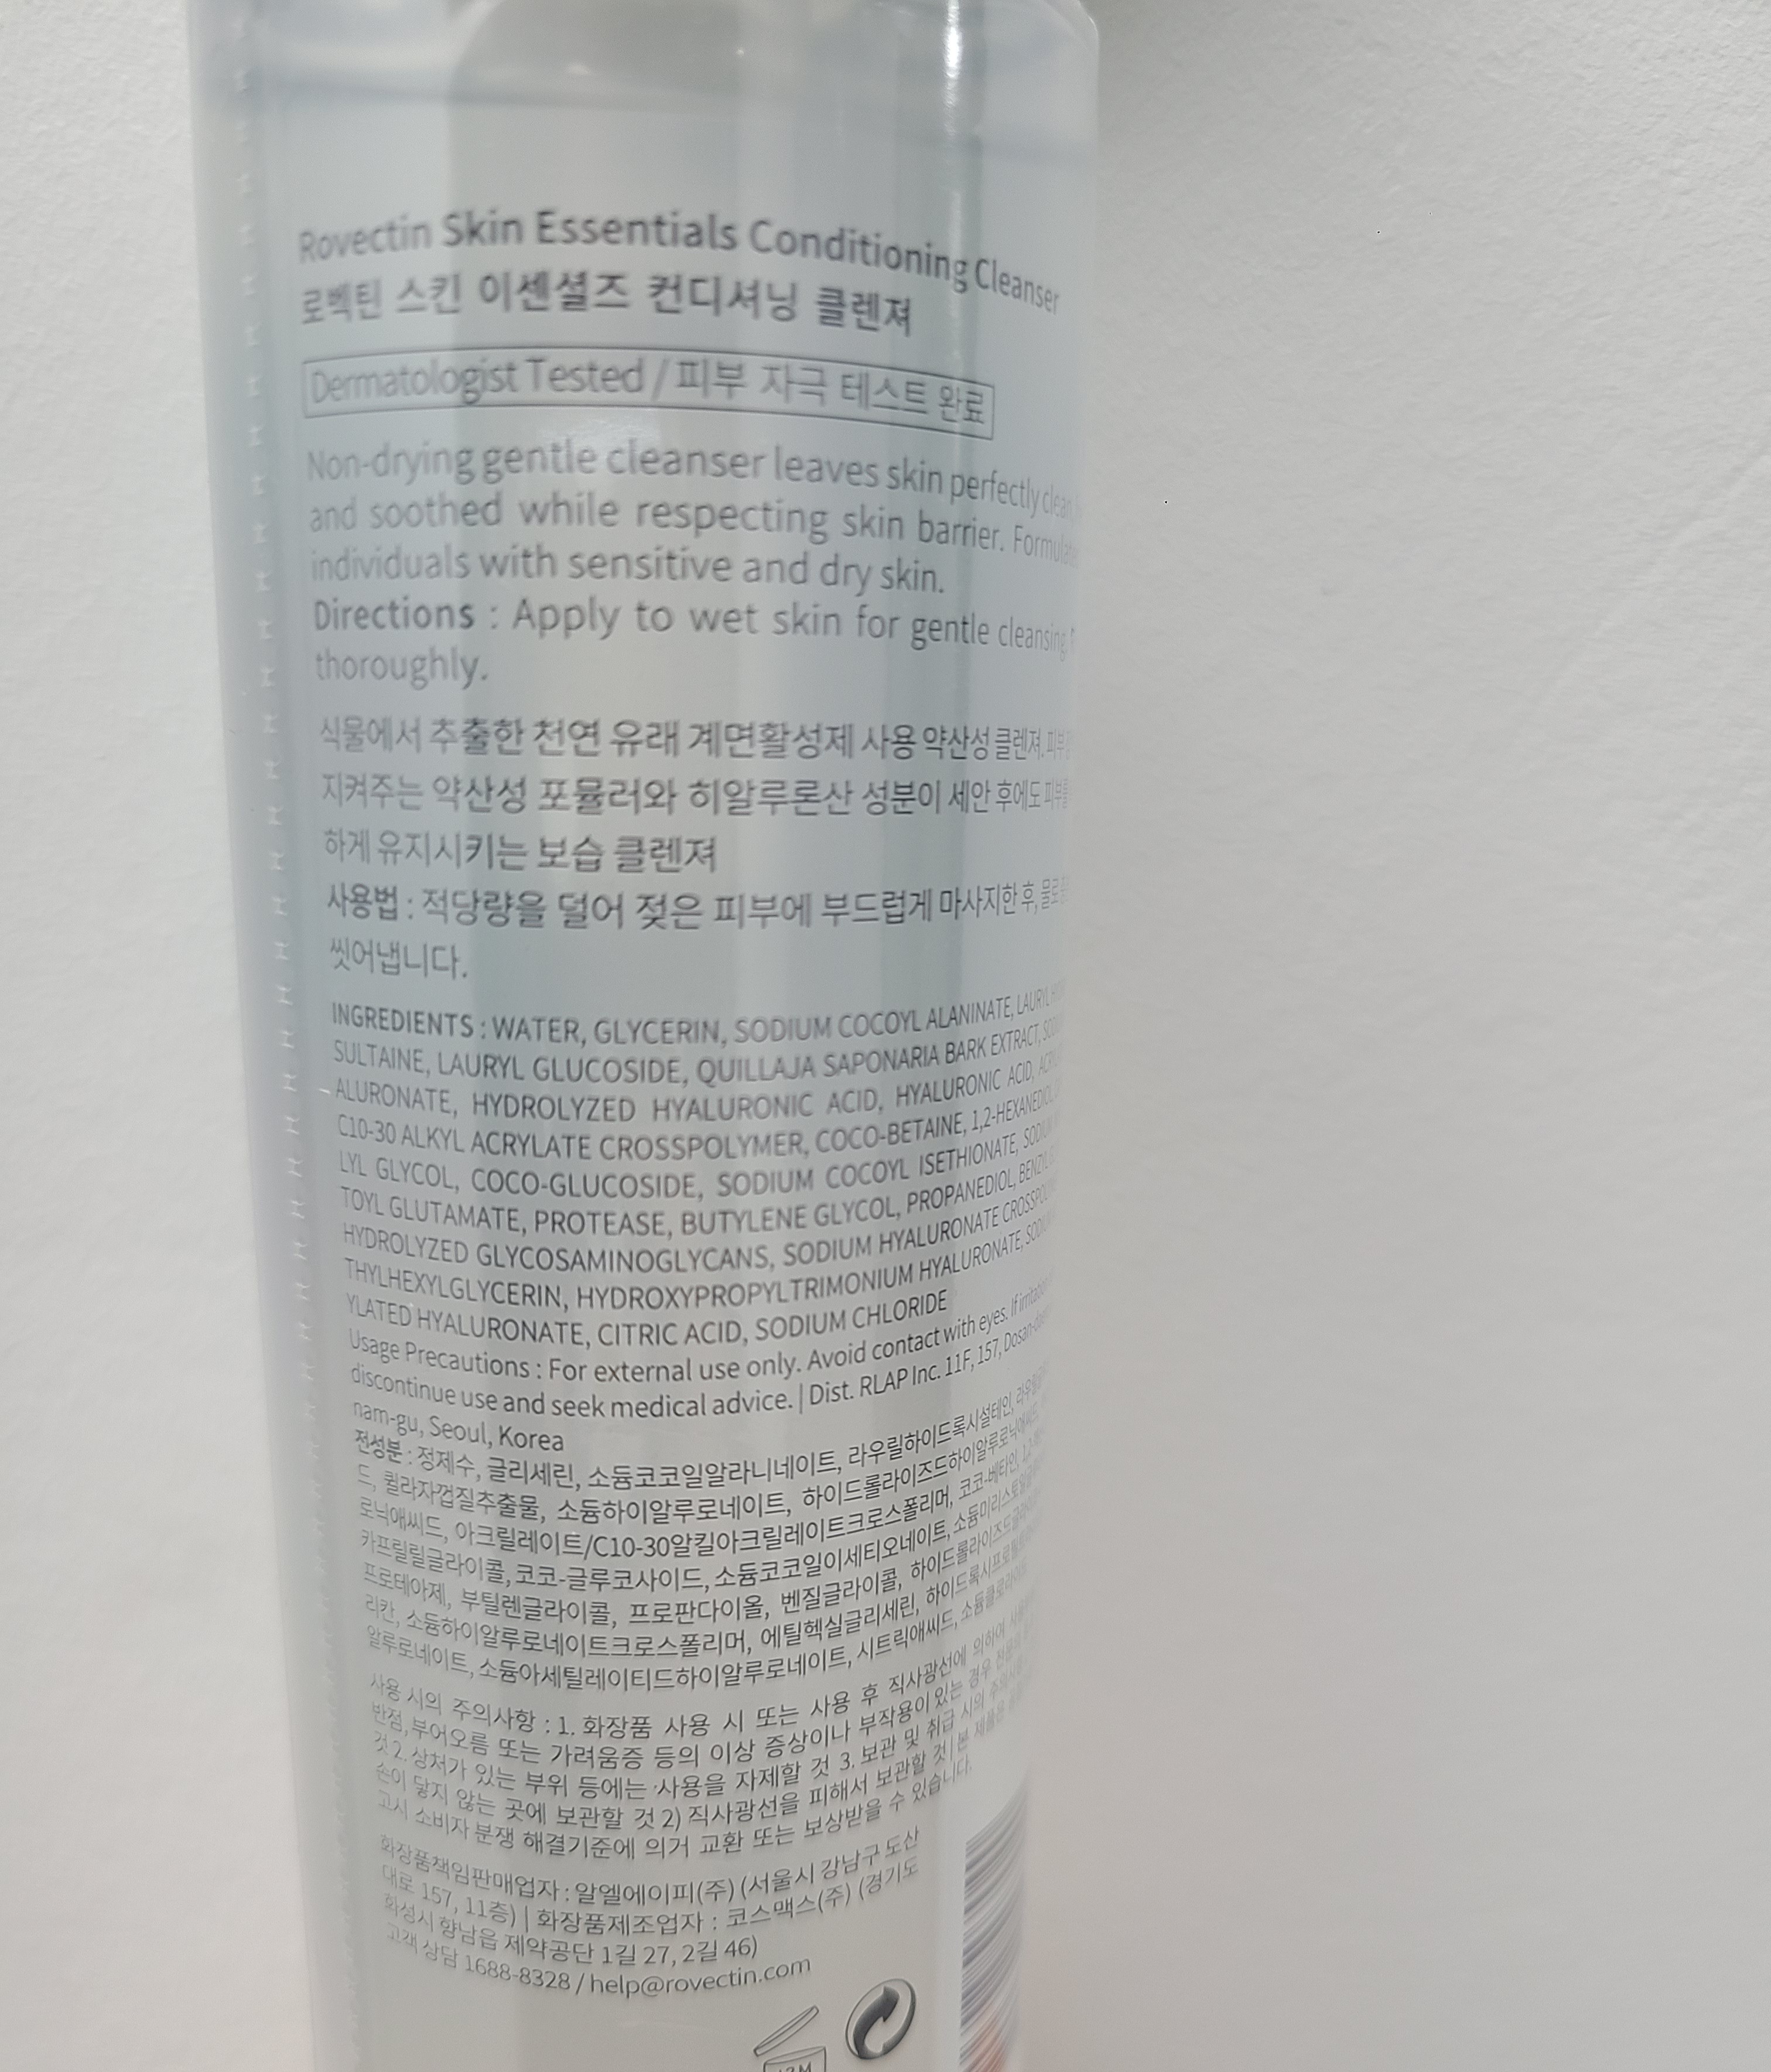 Rovectin Skin Essentials Conditioning Cleanser
로벡틴 스킨 이센셜즈 컨디셔닝 클렌져
Dermatologist Tested / 피부 자극 테스트 완료
Non-drying gentle cleanser leaves skin perfectly clean
and soothed while respecting skin barrier.
individuals with sensitive and dry skin.
Directions : Apply to wet skin for gentle cleansing.
thoroughly.
식물에서 추출한 천연 유래 계면활성제 사용 약산성 클렌져.
지켜주는 약산성 포뮬러와 히알루론산 성분이 세안 후에도
하게 유지시키는 보습 클렌져
사용법 : 적당량을 덜어 젖은 피부에 부드럽게 마사지한 후, 물로
씻어냅니다.
INGREDIENTS : WATER, GLYCERIN, SODIUM COCOYL ALANINATE, LAURYL
SULTAINE, LAURYL GLUCOSIDE, QUILLAJA SAPONARIA BARK EXTRACT,
ALURONATE, HYDROLYZED HYALURONIC ACID, HYALURONIC ACID,
C10-30 ALKYL ACRYLATE CROSSPOLYMER, COCO-BETAINE, 1,2-HEXANEDIOL,
LYL GLYCOL, COCO-GLUCOSIDE, SODIUM COCOYL ISETHIONATE,
TOYL GLUTAMATE, PROTEASE, BUTYLENE GLYCOL, PROPANEDIOL,
HYDROLYZED GLYCOSAMINOGLYCANS, SODIUM HYALURONATE
THYLHEXYLGLYCERIN, HYDROXYPROPYLTRIMONIUM HYALURONATE,
YLATED HYALURONATE, CITRIC ACID, SODIUM CHLORIDE
Usage Precautions : For external use only. Avoid contact with eyes. If
discontinue use and seek medical advice. | Dist. RLAP Inc. 11F, 157,
nam-gu, Seoul, Korea
전성분 : 정제수, 글리세린, 소듐코코일알라니네이트, 라우릴하이드록시설테인,
드, 퀼라자껍질추출물, 소듐하이알루로네이트, 하이드롤라이즈드하이알루로닉애씨드,
로닉애씨드, 아크릴레이트/C10-30알킬아크릴레이트크로스폴리머, 코코-베타인,
카프릴릴글라이콜, 코코-글루코사이드, 소듐코코일이세티오네이트,
프로테아제, 부틸렌글라이콜, 프로판다이올, 벤질글라이콜,
리칸, 소듐하이알루로네이트크로스폴리머, 에틸헥실글리세린,
알루로네이트, 소듐아세틸레이티드하이알루로네이트, 시트릭애씨드,
사용 시의 주의사항 : 1. 화장품 사용 시 또는 사용 후 직사광선에 의하여
반점, 부어오름 또는 가려움증 등의 이상 증상이나 부작용이 있는 경우
것 2. 상처가 있는 부위 등에는 사용을 자제할 것 3. 보관 및 취급 시의
손이 닿지 않는 곳에 보관할 것 2) 직사광선을 피해서 보관할 것 | 본 제품은
고시 소비자 분쟁 해결기준에 의거 교환 또는 보상받을 수 있습니다.
화장품책임판매업자 : 알엘에이피(주) (서울시 강남구 도산
대로 157, 11층) | 화장품제조업자 : 코스맥스(주) (경기도
화성시 향남읍 제약공단 1길 27, 2길 46)
고객 상담 1688-8328 / help@rovectin.com